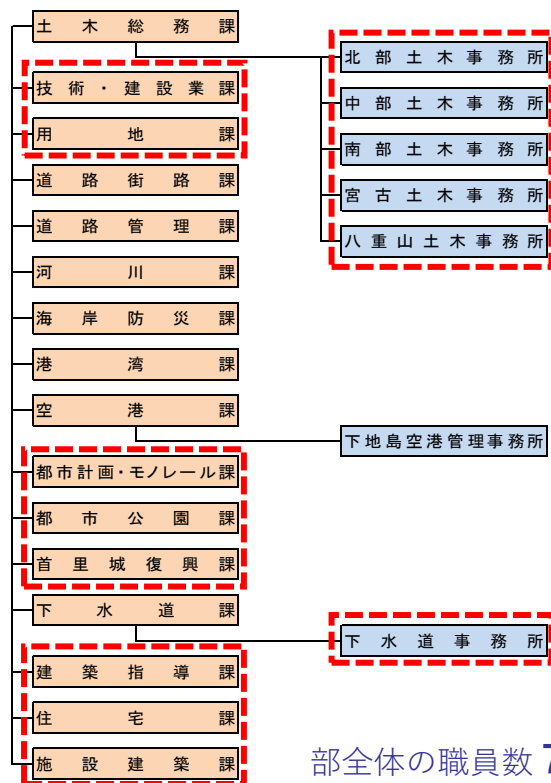 土木総務課
技術・建設業課
用地課
道路街路課
道路管理課
河川課
海岸防災課
港湾課
空港課
都市計画・モノレール課
都市公園課
首里城復興課
下水道課
建築指導課
住宅課
施設建築課
北部土木事務所
中部土木事務所
南部土木事務所
宮古土木事務所
八重山土木事務所
下地島空港管理事務所
下水道事務所
部全体の職員数